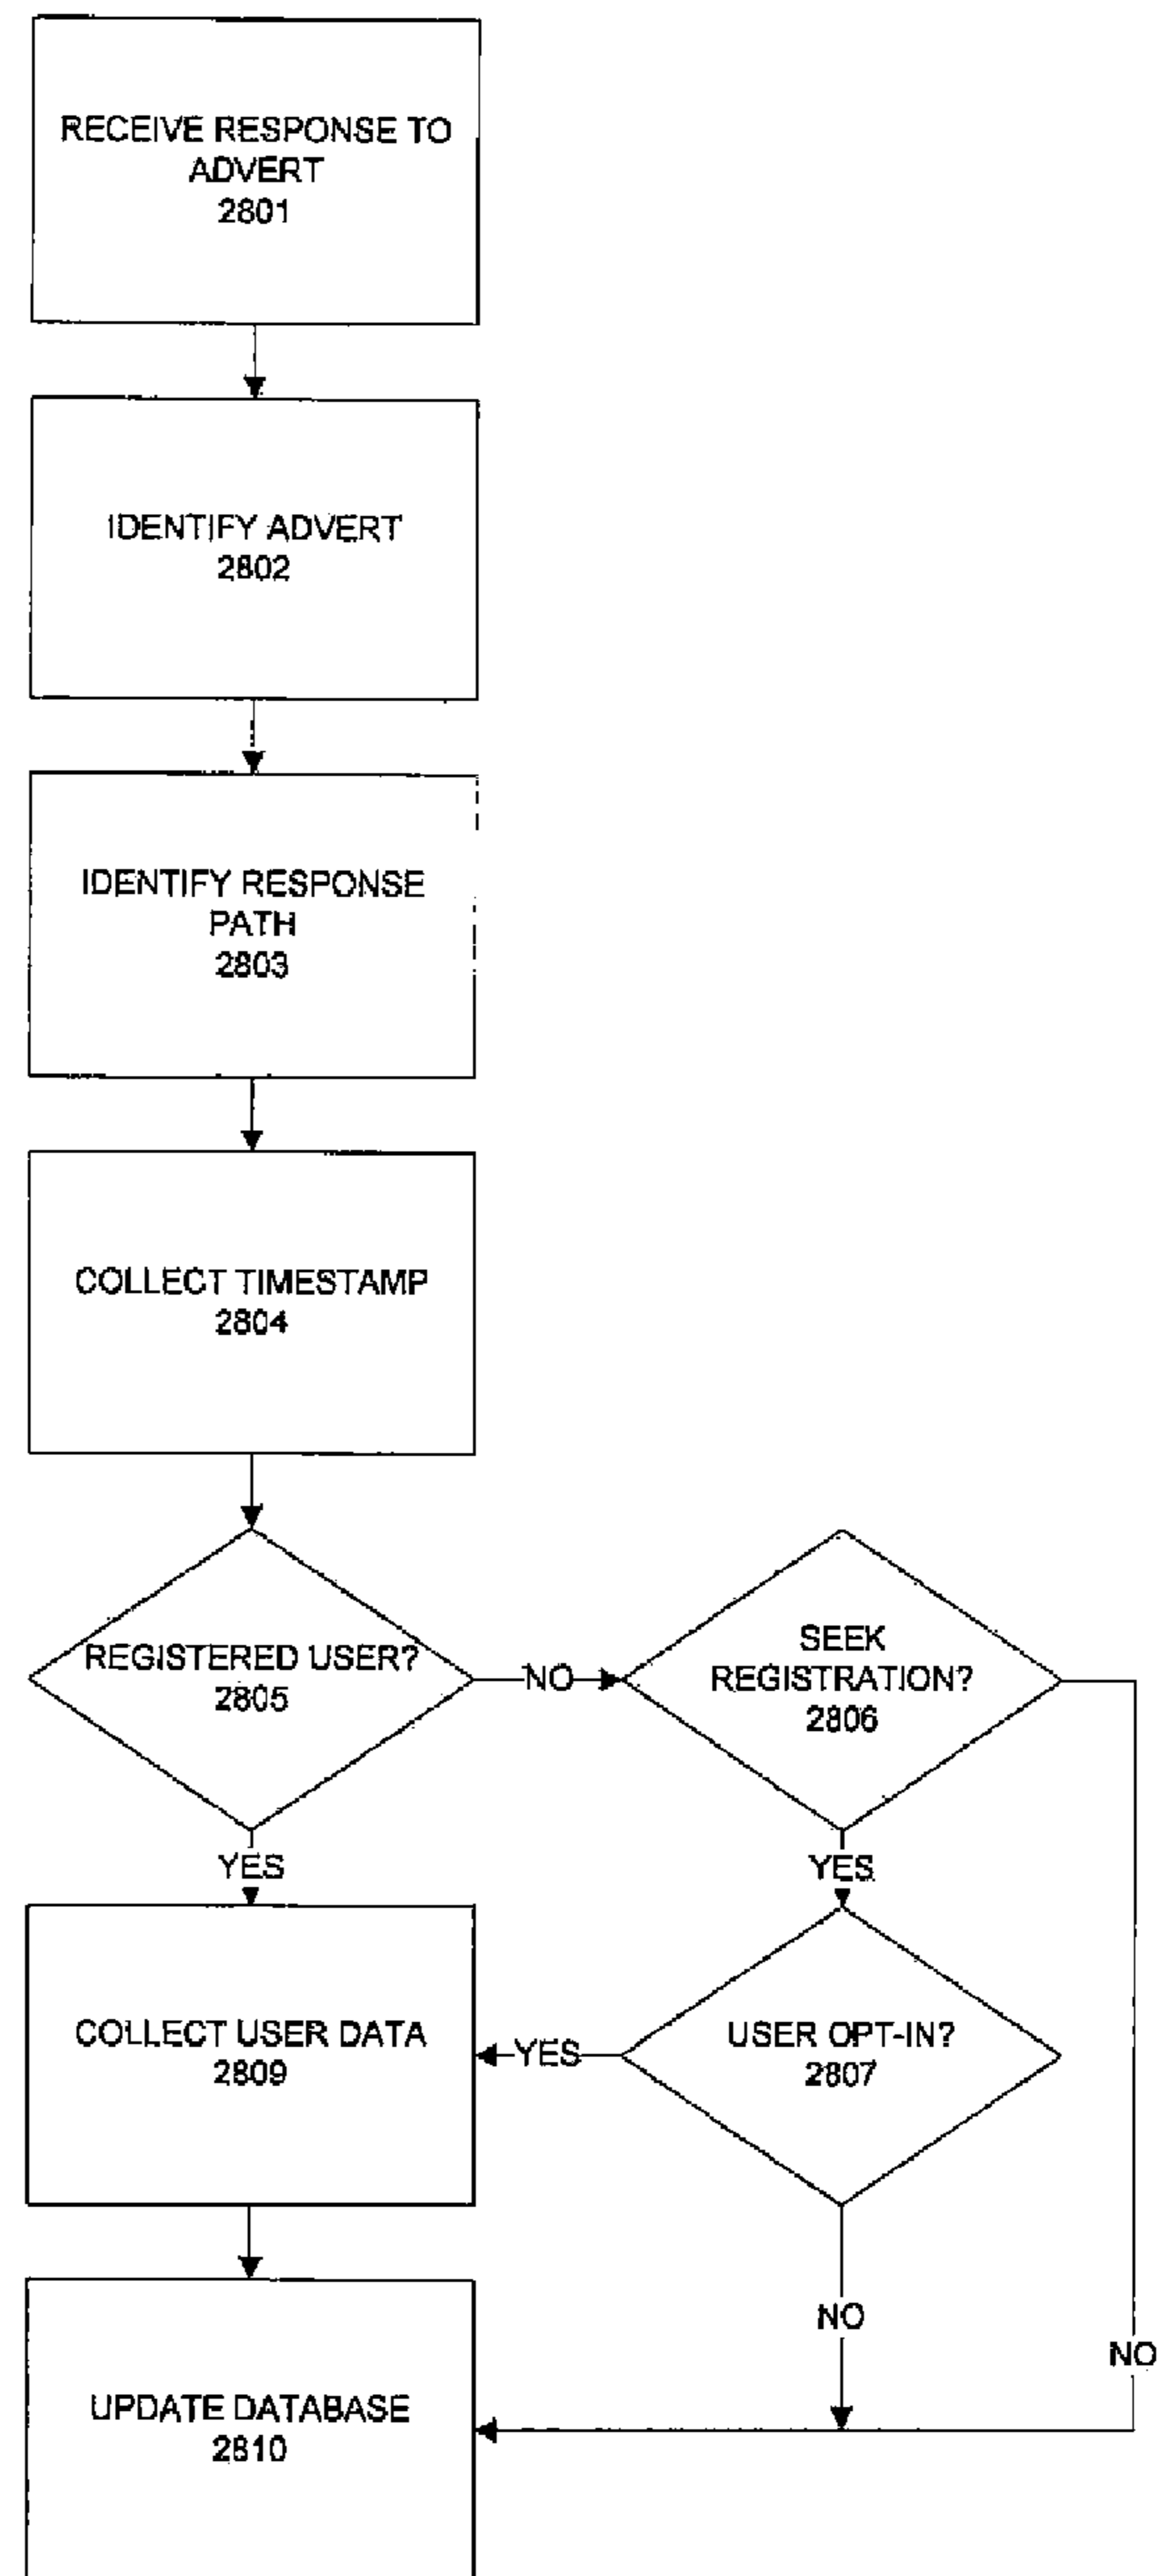 RECEIVE RESPONSE TO
ADVERT
2801
IDENTIFY ADVERT
2802
IDENTIFY RESPONSE
PATH
2803
COLLECT TIMESTAMP
2804
REGISTERED USER?
2805
NO
SEEK
REGISTRATION?
2806
YES
YES
COLLECT USER DATA
2809
YES
USER OPT-IN?
2807
NO
NO
UPDATE DATABASE
2810